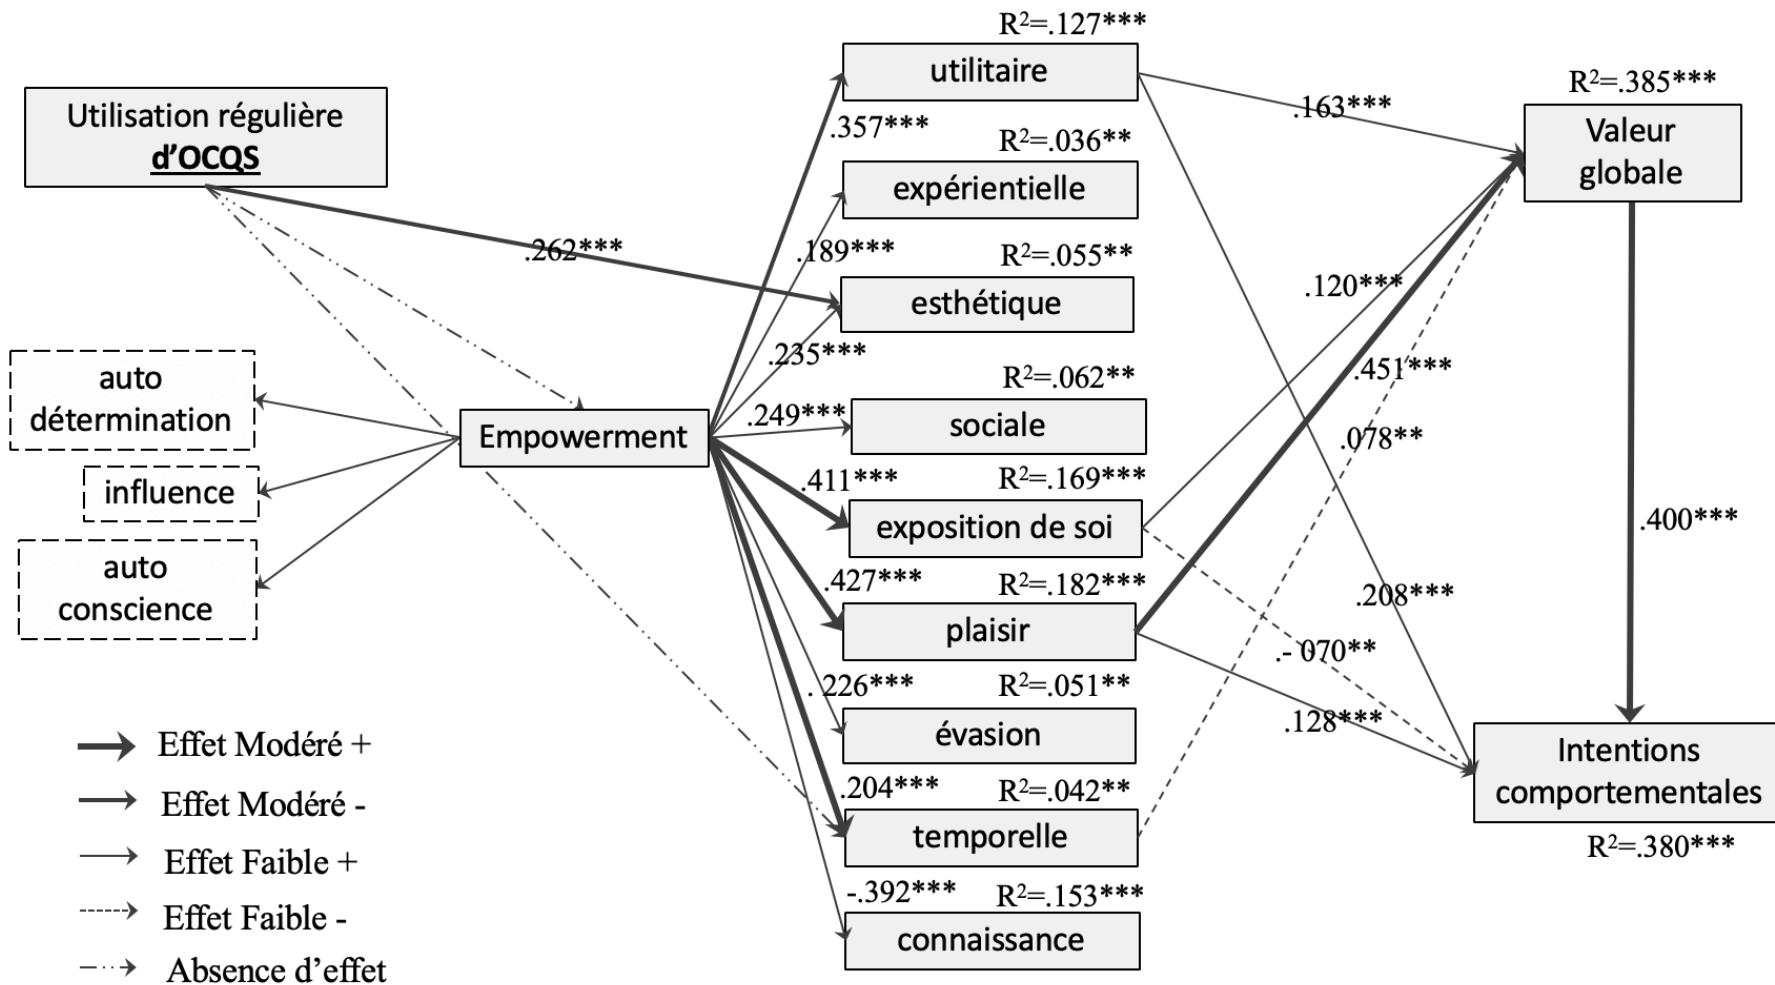 R²=.127***
utilitaire
R²=.385***
Utilisation régulière
d'OCQS
.163***
Valeur
globale
.357***
R²=.036**
expérientielle
.262***
.189***
R²=.055**
esthétique
.120***
.235***
auto
détermination
R²=.062**
.451***
.249***
sociale
Empowerment
.078**
influence
.411***
R²=.169***
exposition de soi
.400***
auto
conscience
.427***
R²=.182***
plaisir
.208***
.- 070**
. 226***
R²=.051**
évasion
.128***
Intentions
comportementales
R²=.380***
.204***
R²=.042**
temporelle
-.392***
R²=.153***
connaissance
Effet Modéré +
Effet Modéré -
Effet Faible +
Effet Faible -
Absence d'effet